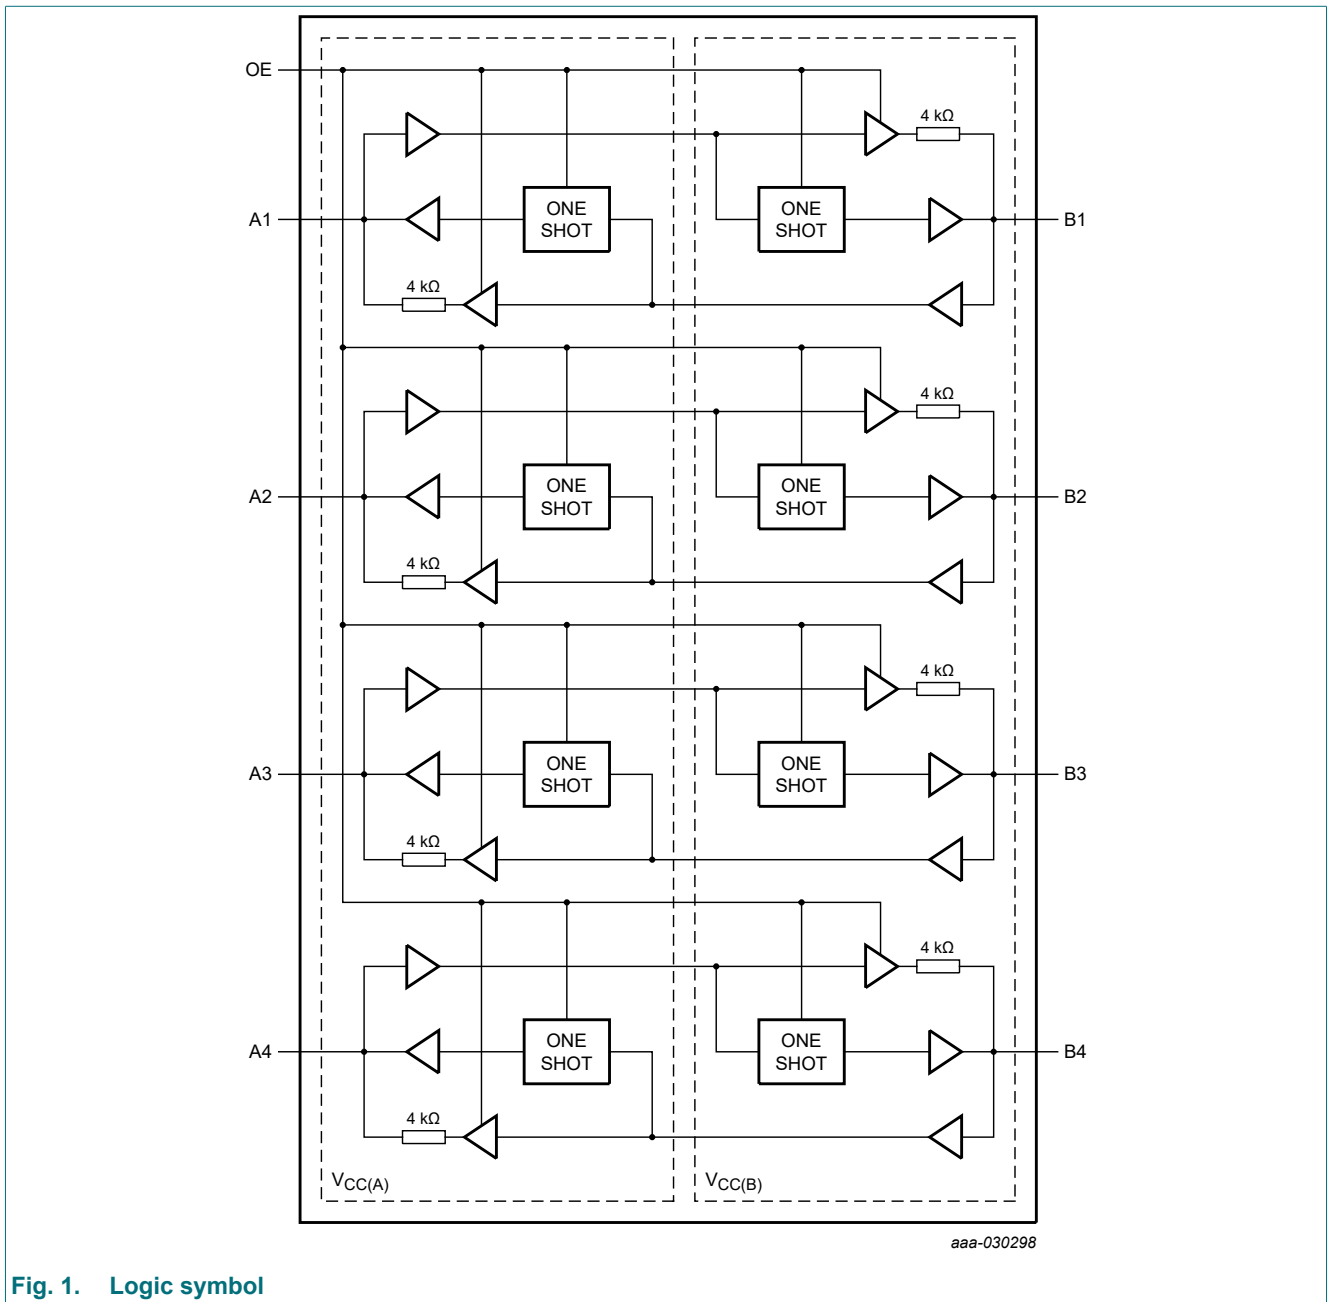 OE
4 kΩ
A1
ONE
SHOT
ONE
SHOT
B1
4 kΩ
4 kΩ
A2
ONE
SHOT
ONE
SHOT
B2
4 kΩ
4 kΩ
A3
ONE
SHOT
ONE
SHOT
B3
4 kΩ
4 kΩ
A4
ONE
SHOT
ONE
SHOT
B4
4 kΩ
VCC(A)
VCC(B)
aaa-030298
Fig. 1. Logic symbol